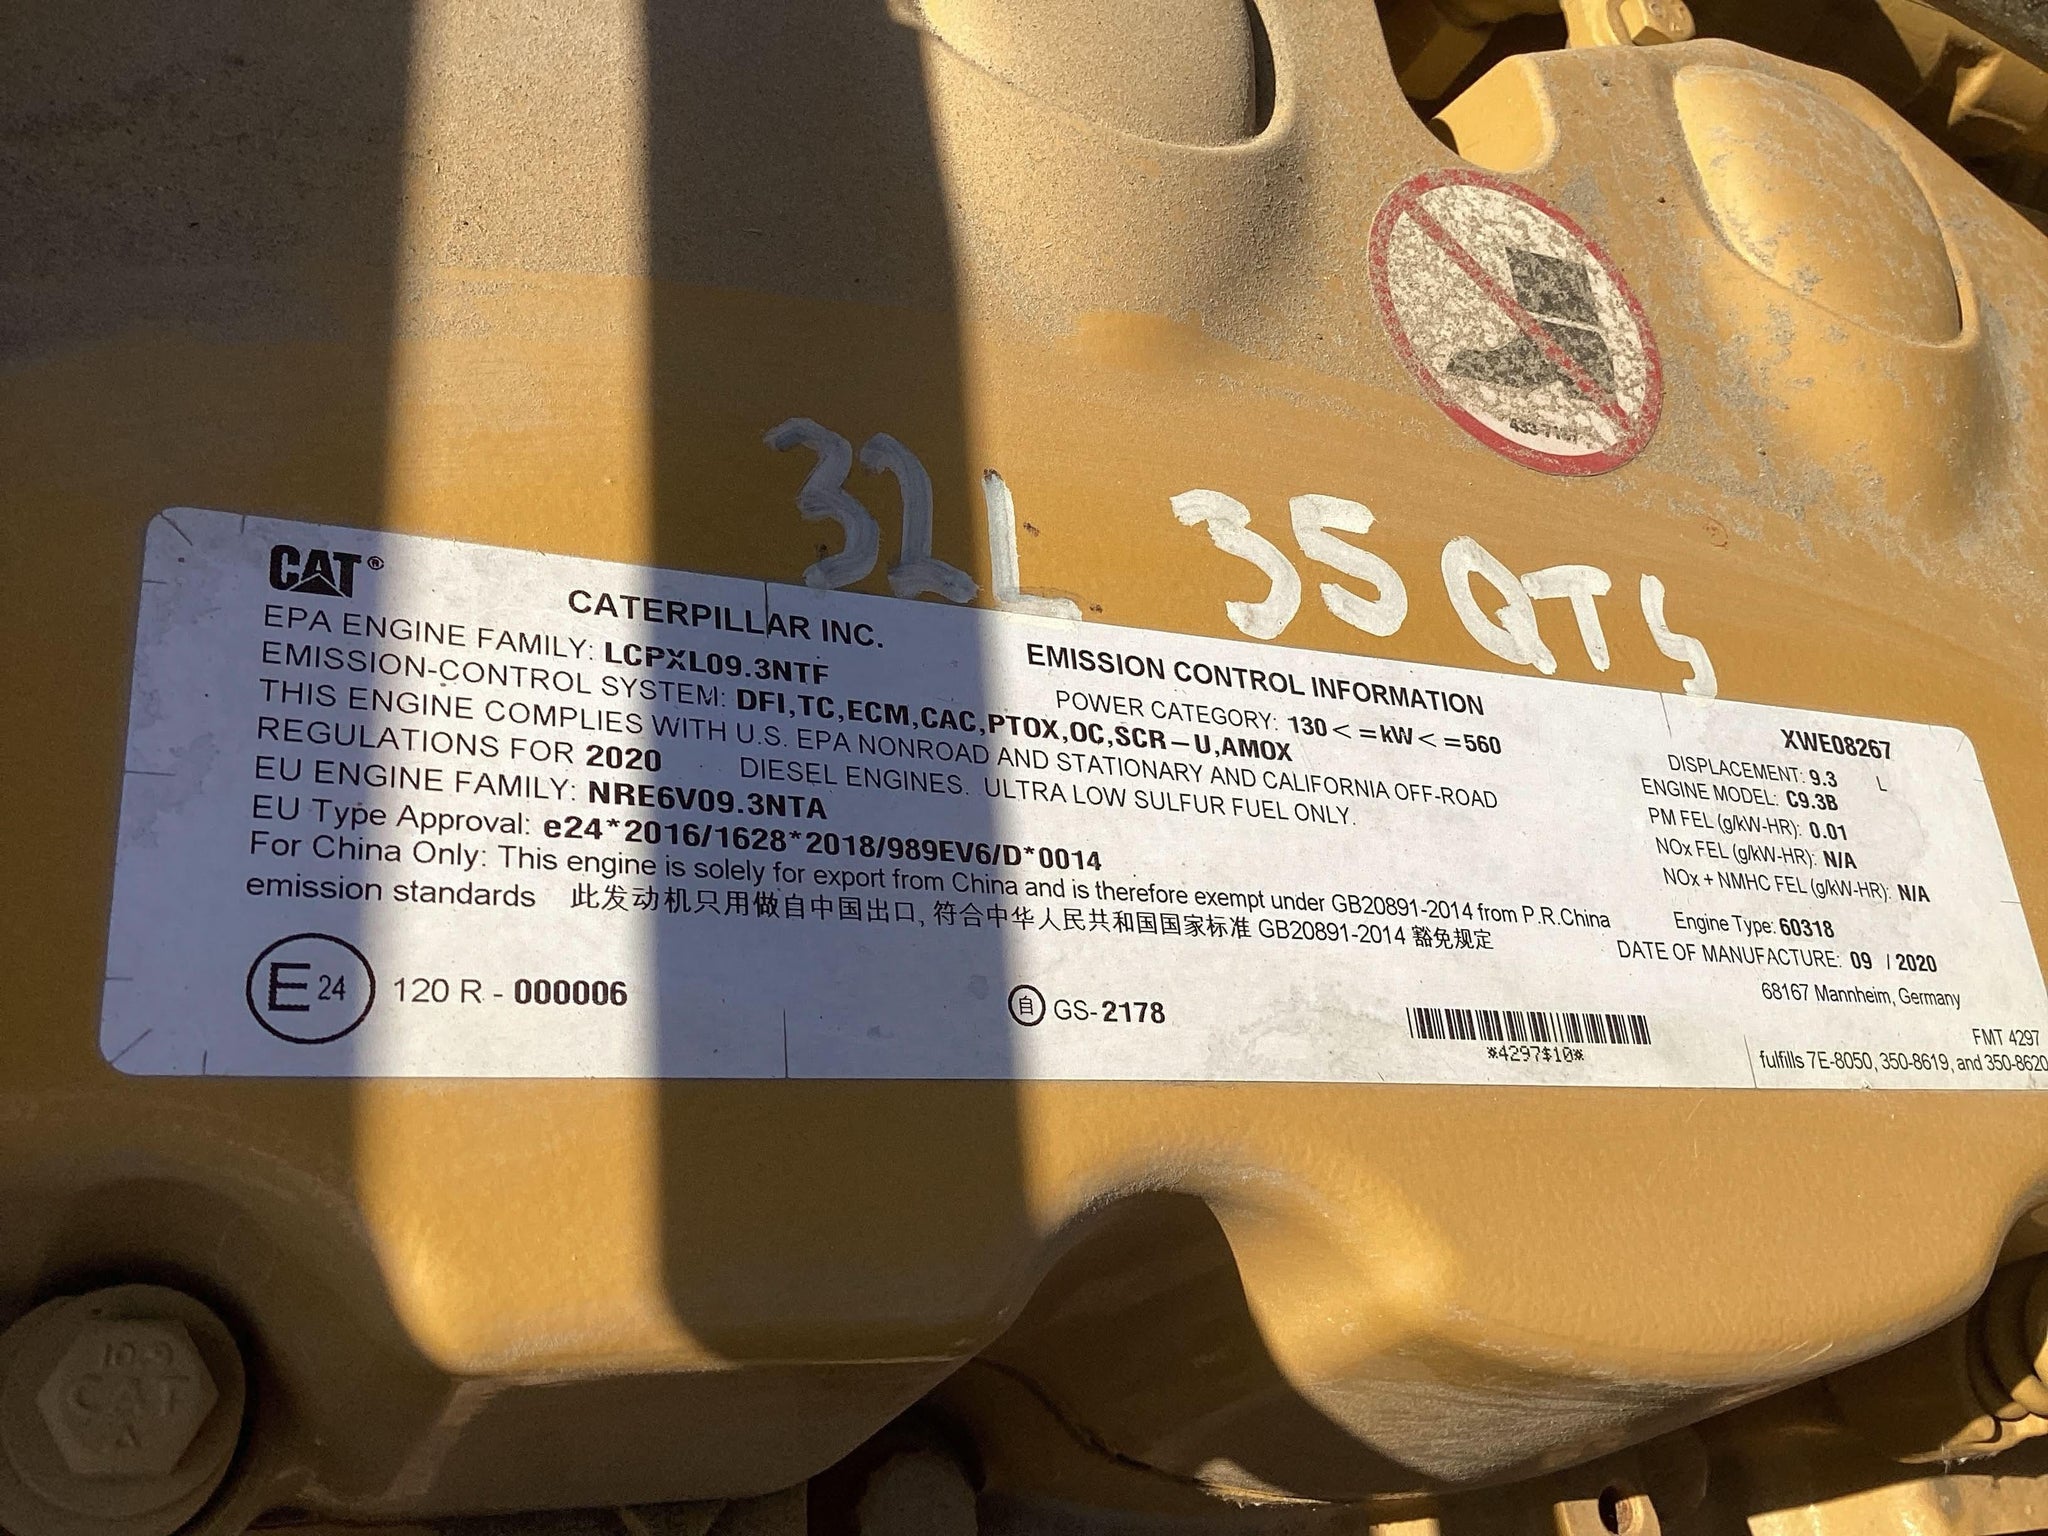 32L 35QTS
CAT®
CATERPILLAR INC.
EMISSION CONTROL INFORMATION
XWE08267
EPA ENGINE FAMILY: LCPXL09.3NTF
POWER CATEGORY: 130 < =kW < =560
DISPLACEMENT: 9.3 L
EMISSION-CONTROL SYSTEM: DFI,TC,ECM,CAC,PTOX,OC,SCR-U,AMOX
ENGINE MODEL: C9.3B
THIS ENGINE COMPLIES WITH U.S. EPA NONROAD AND STATIONARY AND CALIFORNIA OFF-ROAD
PM FEL (g/kW-HR): 0.01
REGULATIONS FOR 2020 DIESEL ENGINES. ULTRA LOW SULFUR FUEL ONLY.
NOx FEL (g/kW-HR): N/A
EU ENGINE FAMILY: NRE6V09.3NTA
NOx + NMHC FEL (g/kW-HR): N/A
EU Type Approval: e24*2016/1628*2018/989EV6/D*0014
Engine Type: 60318
For China Only: This engine is solely for export from China and is therefore exempt under GB20891-2014 from P.R.China
DATE OF MANUFACTURE: 09 / 2020
emission standards 此发动机只用做自中国出口, 符合中华人民共和国国家标准 GB20891-2014 豁免规定
68167 Mannheim, Germany
E 24 120 R - 000006
自 GS-2178
*4297$10*
FMT 4297
fulfills 7E-8050, 350-8619, and 350-8620
10.9
CAT
A